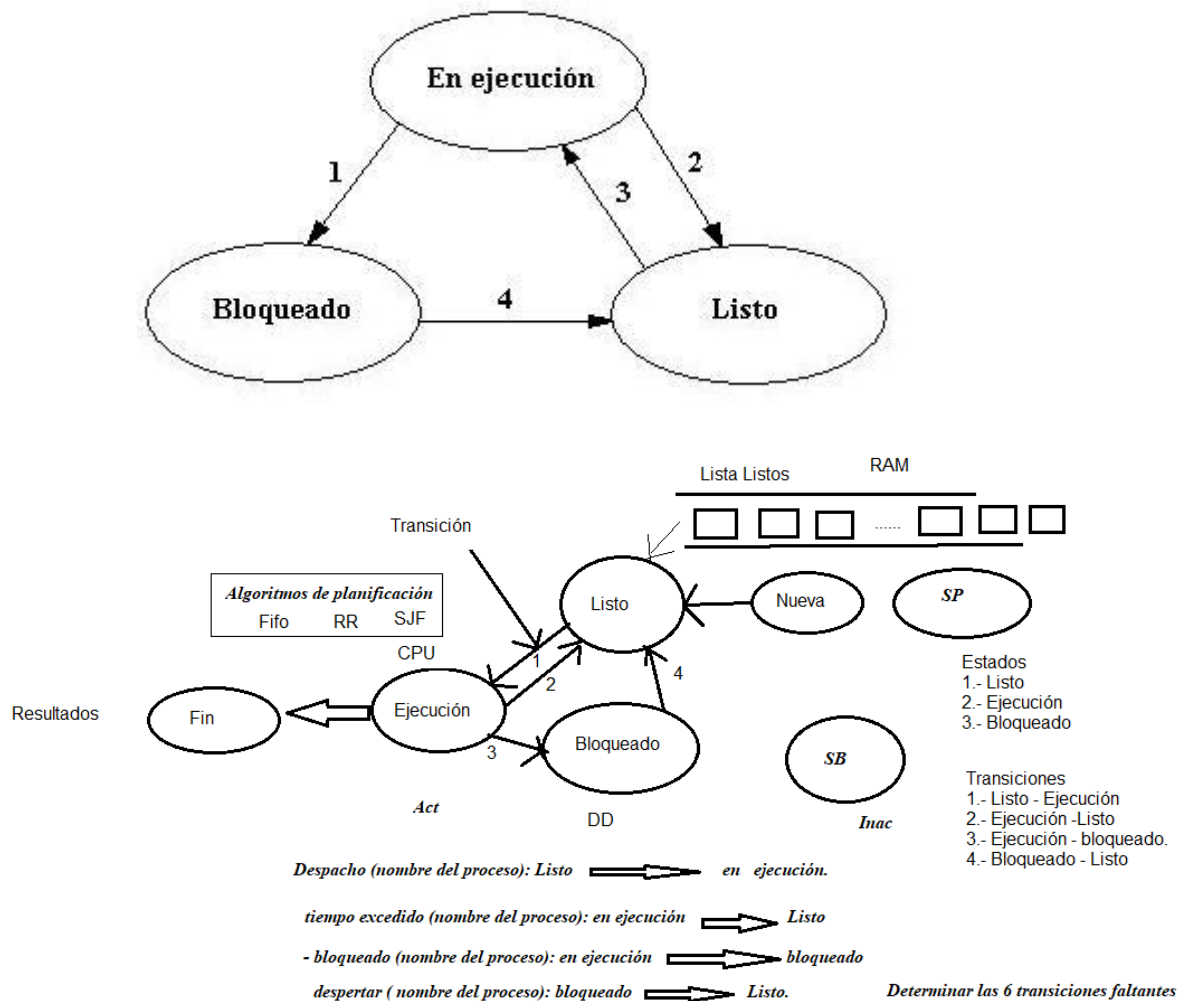 En ejecución
1
2
3
Bloqueado
4
Listo
Lista Listos
RAM
......
Transición
Algoritmos de planificación
Fifo RR SJF
CPU
Listo
Nueva
SP
1
2
4
Estados
1.- Listo
2.- Ejecución
3.- Bloqueado
Resultados
Fin
Ejecución
3
Bloqueado
SB
Transiciones
1.- Listo - Ejecución
2.- Ejecución -Listo
3.- Ejecución - bloqueado.
4.- Bloqueado - Listo
Act
DD
Inac
Despacho (nombre del proceso): Listo en ejecución.
tiempo excedido (nombre del proceso): en ejecución Listo
- bloqueado (nombre del proceso): en ejecución bloqueado
despertar ( nombre del proceso): bloqueado Listo.
Determinar las 6 transiciones faltantes